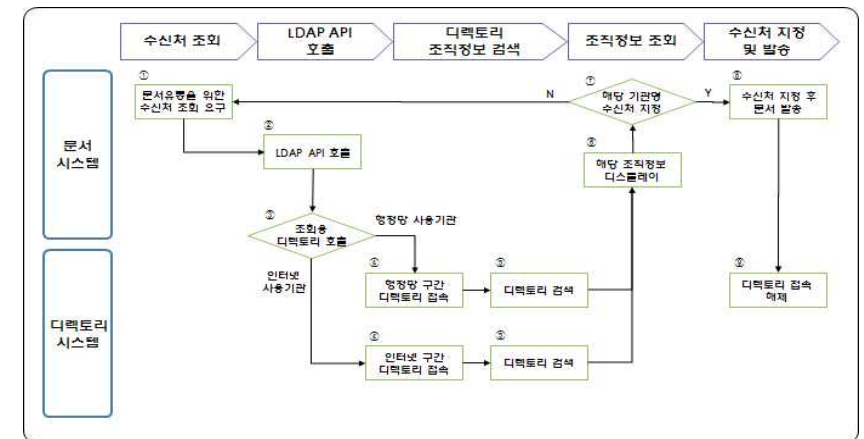 수신처 조회
LDAP API
호출
디렉토리
조직정보 검색
조직정보 조회
수신처 지정
및 발송
문서
시스템
디렉토리
시스템
①
문서유통을 위한
수신처 조회 요구
②
LDAP API 호출
③
조회용
디렉토리 호출
행정망 사용기관
인터넷
사용기관
④
행정망 구간
디렉토리 접속
⑤
디렉토리 검색
④
인터넷 구간
디렉토리 접속
⑤
디렉토리 검색
⑥
해당 조직정보
디스플레이
⑦
해당 기관명
수신처 지정
N
Y
⑧
수신처 지정 후
문서 발송
⑨
디렉토리 접속
해제